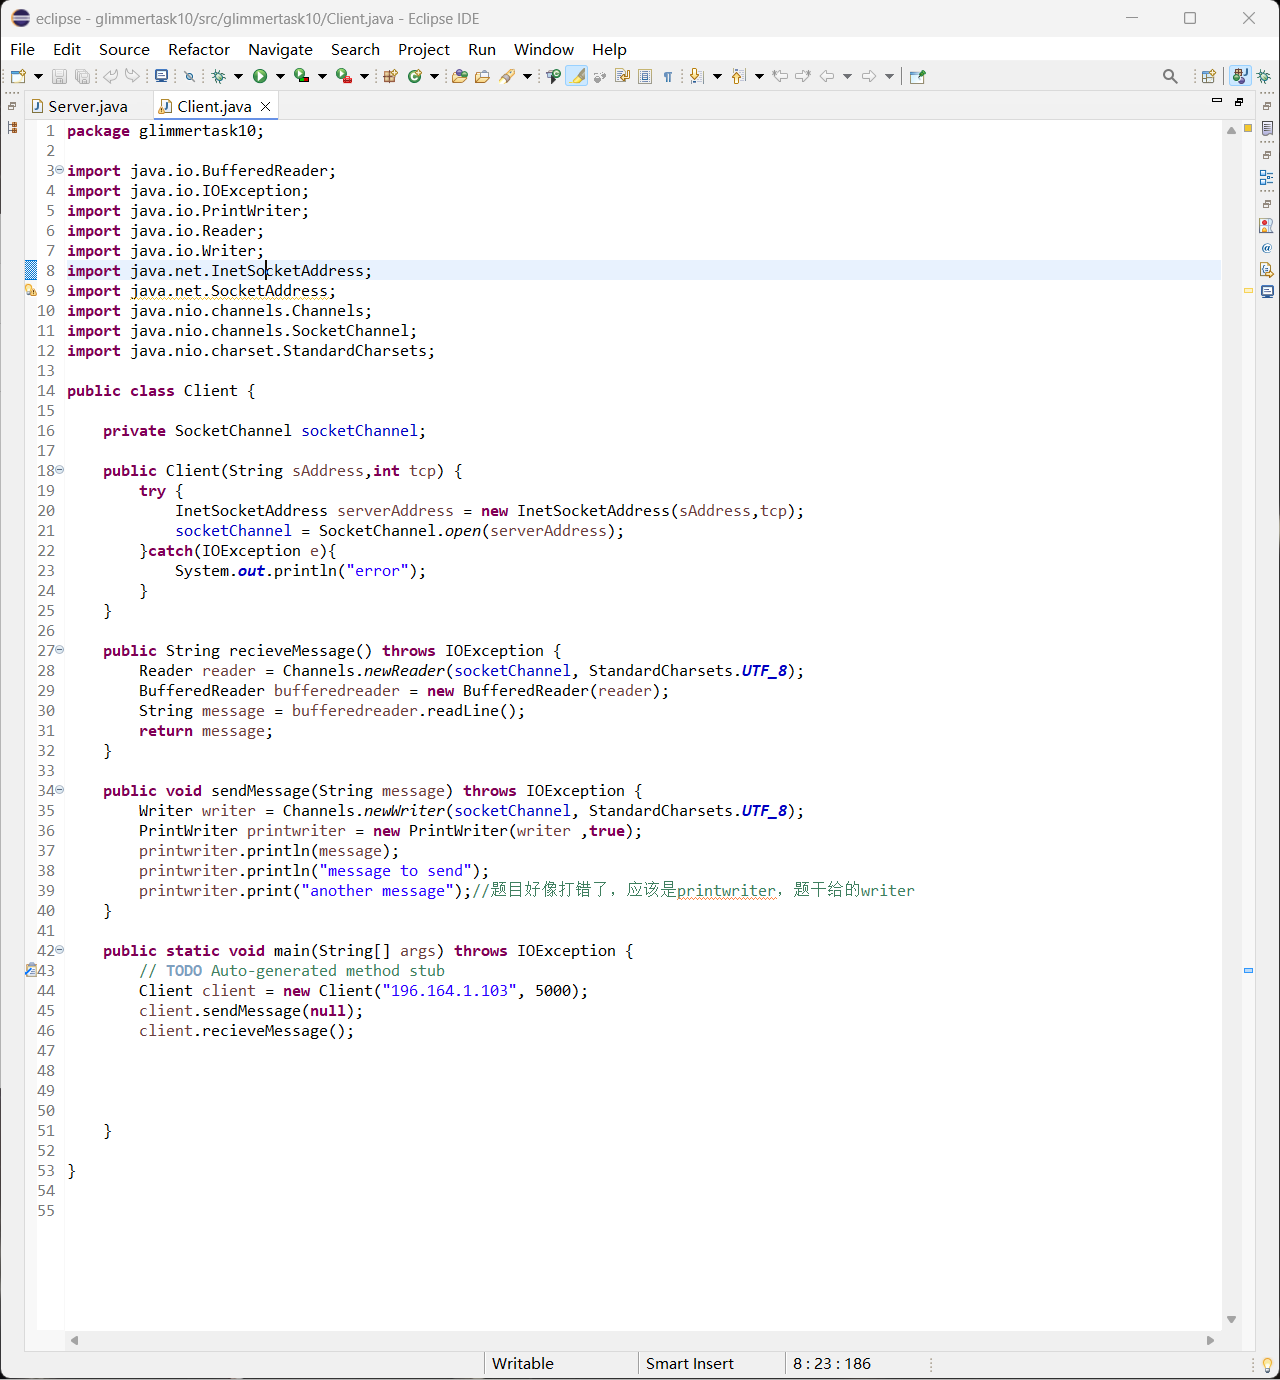 eclipse - glimmertask10/src/glimmertask10/Client.java - Eclipse IDE
File Edit Source Refactor Navigate Search Project Run Window Help
Server.java Client.java
1 package glimmertask10;
2
3 import java.io.BufferedReader;
4 import java.io.IOException;
5 import java.io.PrintWriter;
6 import java.io.Reader;
7 import java.io.Writer;
8 import java.net.InetSocketAddress;
9 import java.net.SocketAddress;
10 import java.nio.channels.Channels;
11 import java.nio.channels.SocketChannel;
12 import java.nio.charset.StandardCharsets;
13
14 public class Client {
15
16     private SocketChannel socketChannel;
17
18     public Client(String sAddress,int tcp) {
19         try {
20             InetSocketAddress serverAddress = new InetSocketAddress(sAddress,tcp);
21             socketChannel = SocketChannel.open(serverAddress);
22         }catch(IOException e){
23             System.out.println("error");
24         }
25     }
26
27     public String recieveMessage() throws IOException {
28         Reader reader = Channels.newReader(socketChannel, StandardCharsets.UTF_8);
29         BufferedReader bufferedreader = new BufferedReader(reader);
30         String message = bufferedreader.readLine();
31         return message;
32     }
33
34     public void sendMessage(String message) throws IOException {
35         Writer writer = Channels.newWriter(socketChannel, StandardCharsets.UTF_8);
36         PrintWriter printwriter = new PrintWriter(writer ,true);
37         printwriter.println(message);
38         printwriter.println("message to send");
39         printwriter.print("another message");//题目好像打错了，应该是printwriter，题干给的writer
40     }
41
42     public static void main(String[] args) throws IOException {
43         // TODO Auto-generated method stub
44         Client client = new Client("196.164.1.103", 5000);
45         client.sendMessage(null);
46         client.recieveMessage();
47
48
49
50
51     }
52
53 }
54
55
Writable Smart Insert 8 : 23 : 186